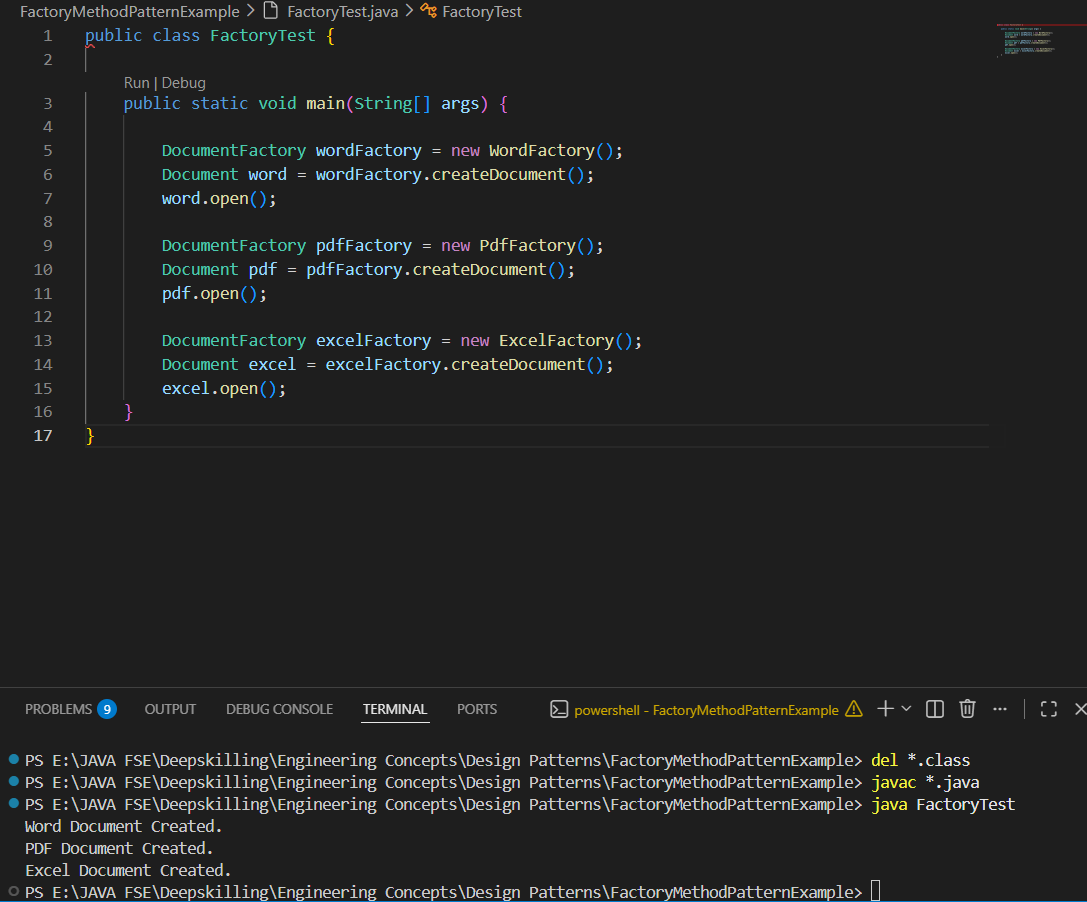 FactoryMethodPatternExample > FactoryTest.java > FactoryTest
1 public class FactoryTest {
2
Run | Debug
3 public static void main(String[] args) {
4
5 DocumentFactory wordFactory = new WordFactory();
6 Document word = wordFactory.createDocument();
7 word.open();
8
9 DocumentFactory pdfFactory = new PdfFactory();
10 Document pdf = pdfFactory.createDocument();
11 pdf.open();
12
13 DocumentFactory excelFactory = new ExcelFactory();
14 Document excel = excelFactory.createDocument();
15 excel.open();
16 }
17 }
PROBLEMS 9 OUTPUT DEBUG CONSOLE TERMINAL PORTS powershell - FactoryMethodPatternExample
PS E:\JAVA FSE\Deepskilling\Engineering Concepts\Design Patterns\FactoryMethodPatternExample> del *.class
PS E:\JAVA FSE\Deepskilling\Engineering Concepts\Design Patterns\FactoryMethodPatternExample> javac *.java
PS E:\JAVA FSE\Deepskilling\Engineering Concepts\Design Patterns\FactoryMethodPatternExample> java FactoryTest
Word Document Created.
PDF Document Created.
Excel Document Created.
PS E:\JAVA FSE\Deepskilling\Engineering Concepts\Design Patterns\FactoryMethodPatternExample>